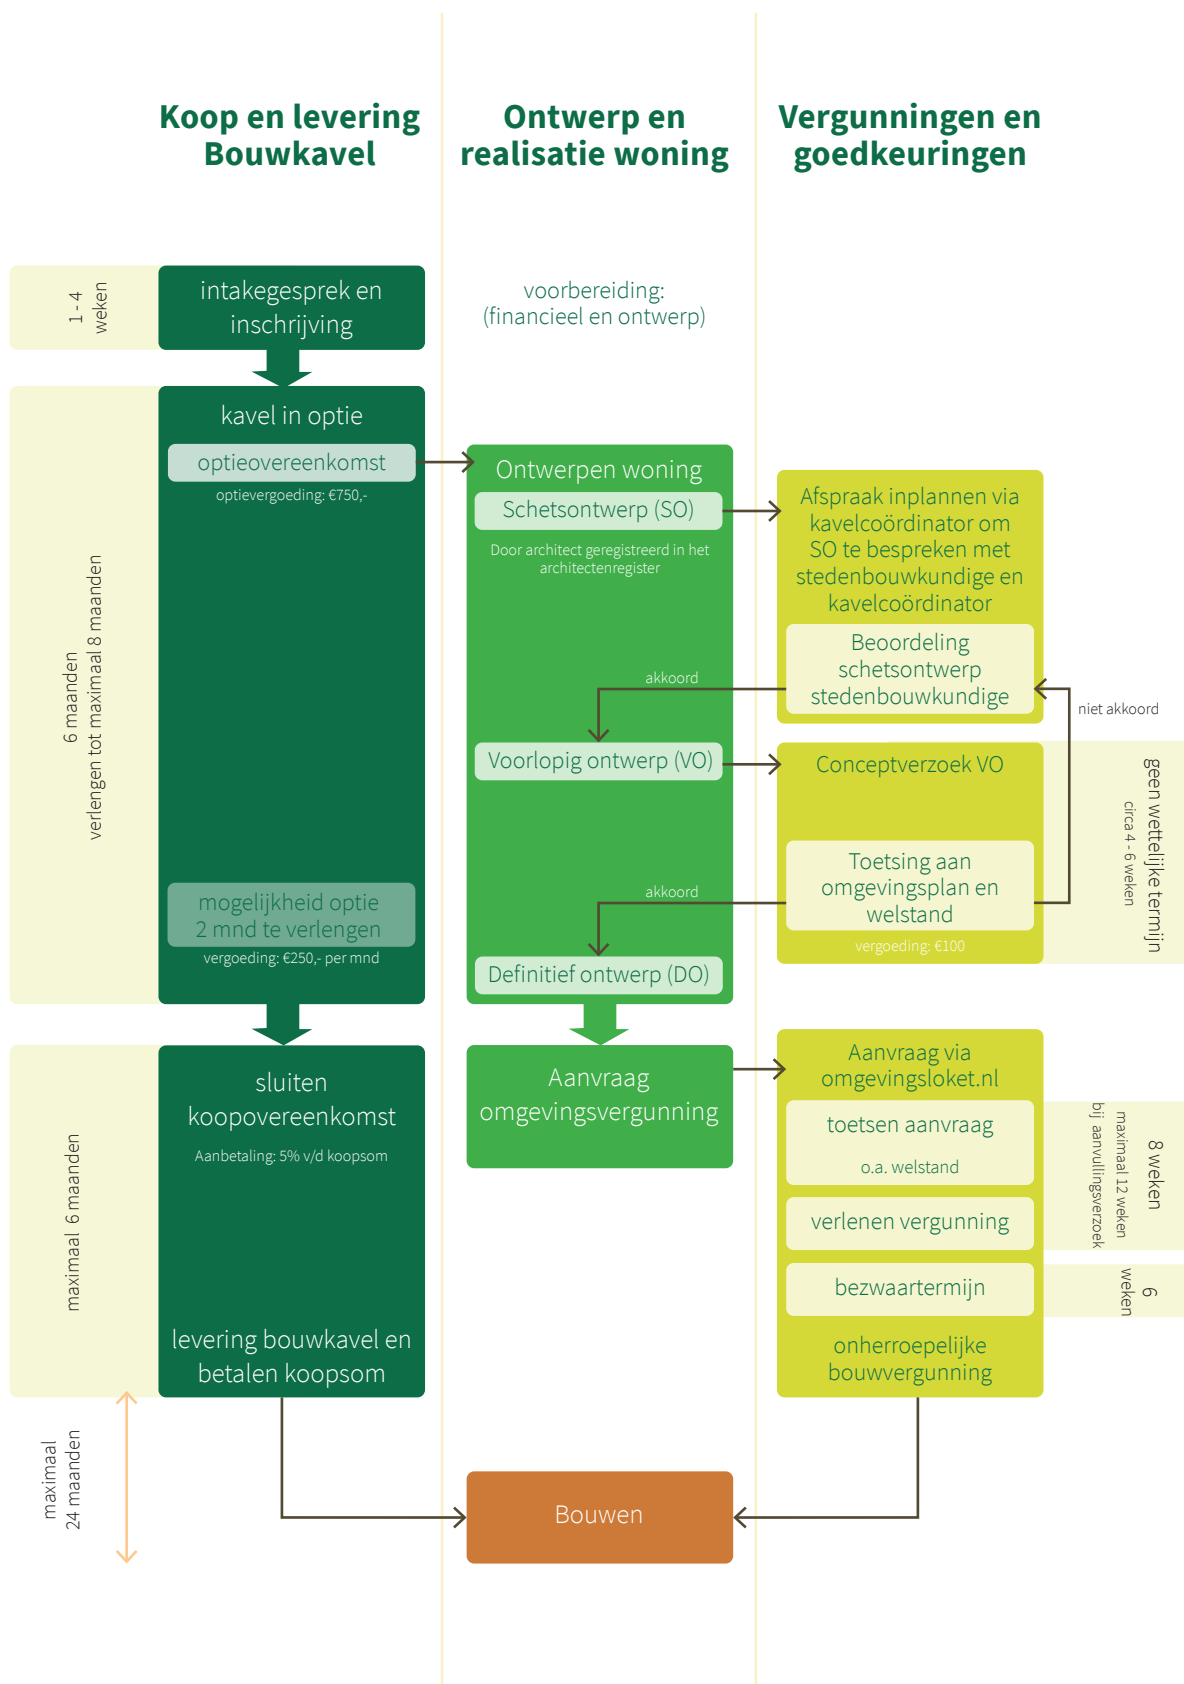 Koop en levering
Bouwkavel
Ontwerp en
realisatie woning
Vergunningen en
goedkeuringen
1 - 4
weken
intakegesprek en
inschrijving
voorbereiding:
(financieel en ontwerp)
6 maanden
verlengen tot maximaal 8 maanden
kavel in optie
optieovereenkomst
optievergoeding: €750,-
mogelijkheid optie
2 mnd te verlengen
vergoeding: €250,- per mnd
Ontwerpen woning
Schetsontwerp (SO)
Door architect geregistreerd in het
architectenregister
akkoord
Voorlopig ontwerp (VO)
akkoord
Definitief ontwerp (DO)
Afspraak inplannen via
kavelcoördinator om
SO te bespreken met
stedenbouwkundige en
kavelcoördinator
Beoordeling
schetsontwerp
stedenbouwkundige
niet akkoord
Conceptverzoek VO
Toetsing aan
omgevingsplan en
welstand
vergoeding: €100
geen wettelijke termijn
circa 4 - 6 weken
maximaal 6 maanden
sluiten
koopovereenkomst
Aanbetaling: 5% v/d koopsom
levering bouwkavel en
betalen koopsom
Aanvraag
omgevingsvergunning
Aanvraag via
omgevingsloket.nl
toetsen aanvraag
o.a. welstand
verlenen vergunning
bezwaartermijn
onherroepelijke
bouwvergunning
8 weken
maximaal 12 weken
bij aanvullingsverzoek
6
weken
maximaal
24 maanden
Bouwen